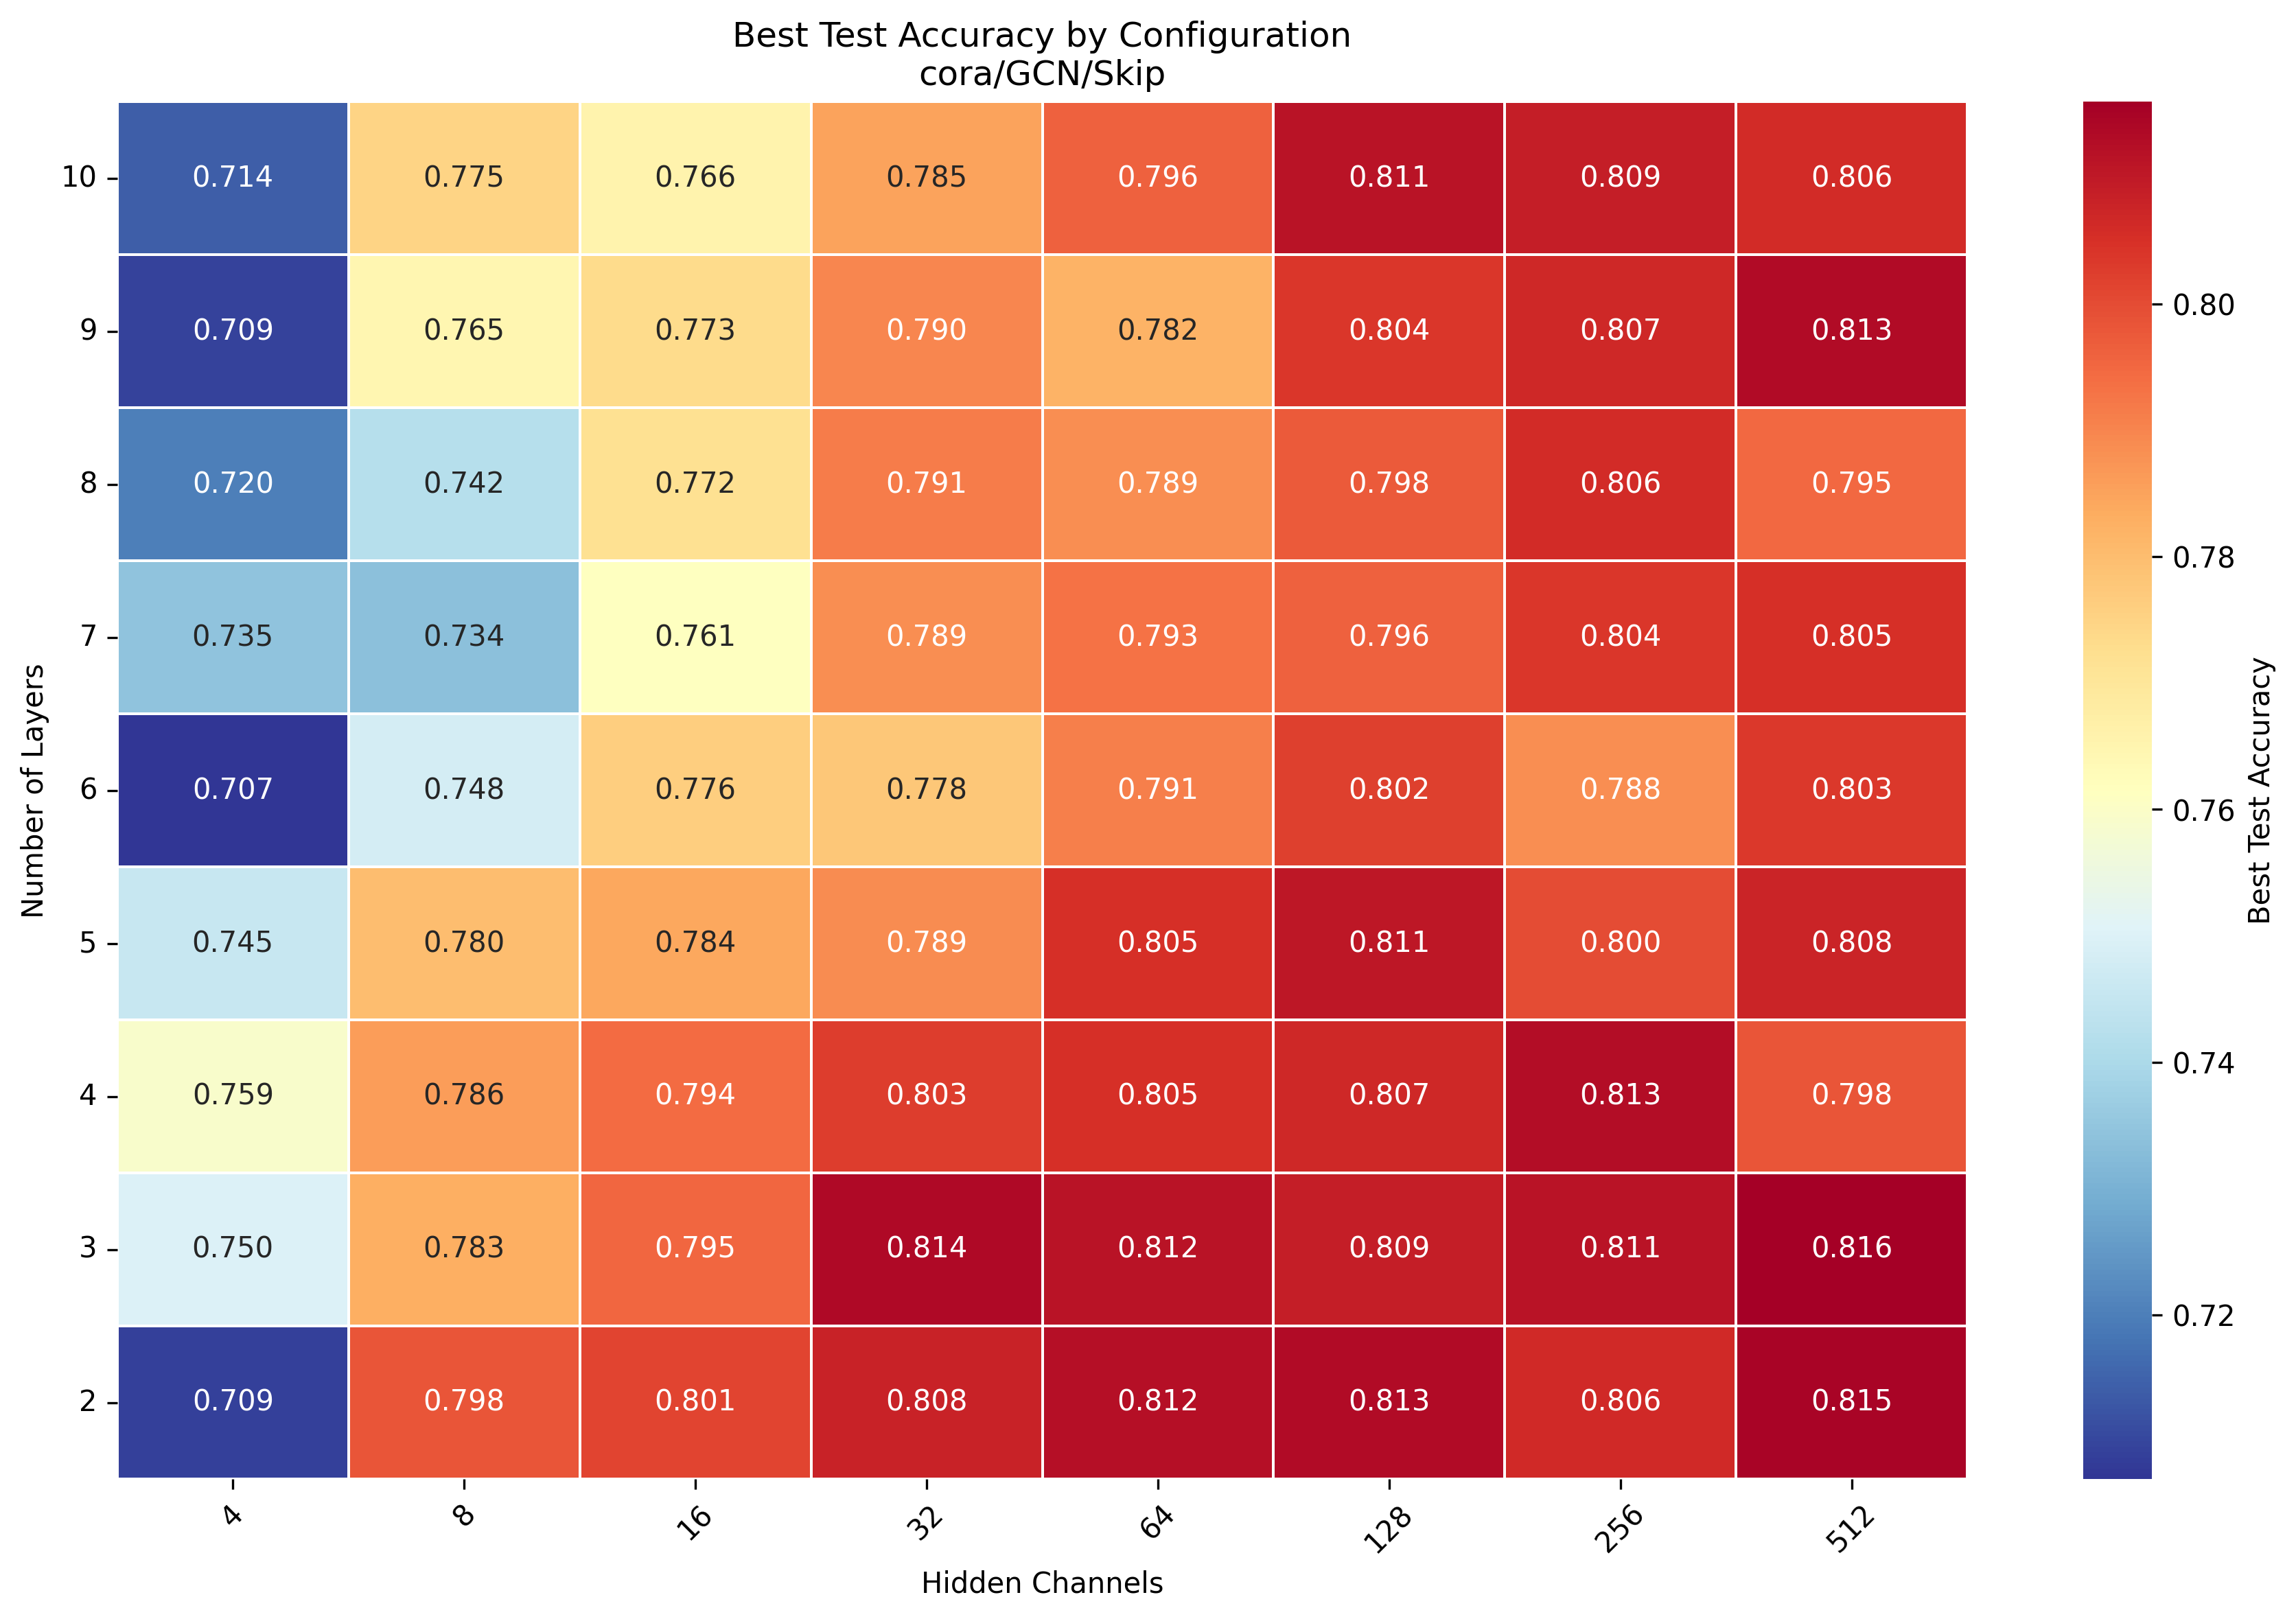 Best Test Accuracy by Configuration
cora/GCN/Skip
10 0.714 0.775 0.766 0.785 0.796 0.811 0.809 0.806
9 0.709 0.765 0.773 0.790 0.782 0.804 0.807 0.813
8 0.720 0.742 0.772 0.791 0.789 0.798 0.806 0.795
7 0.735 0.734 0.761 0.789 0.793 0.796 0.804 0.805
6 0.707 0.748 0.776 0.778 0.791 0.802 0.788 0.803
5 0.745 0.780 0.784 0.789 0.805 0.811 0.800 0.808
4 0.759 0.786 0.794 0.803 0.805 0.807 0.813 0.798
3 0.750 0.783 0.795 0.814 0.812 0.809 0.811 0.816
2 0.709 0.798 0.801 0.808 0.812 0.813 0.806 0.815
4 8 16 32 64 128 256 512
Hidden Channels
Number of Layers
0.80
0.78
0.76
0.74
0.72
Best Test Accuracy